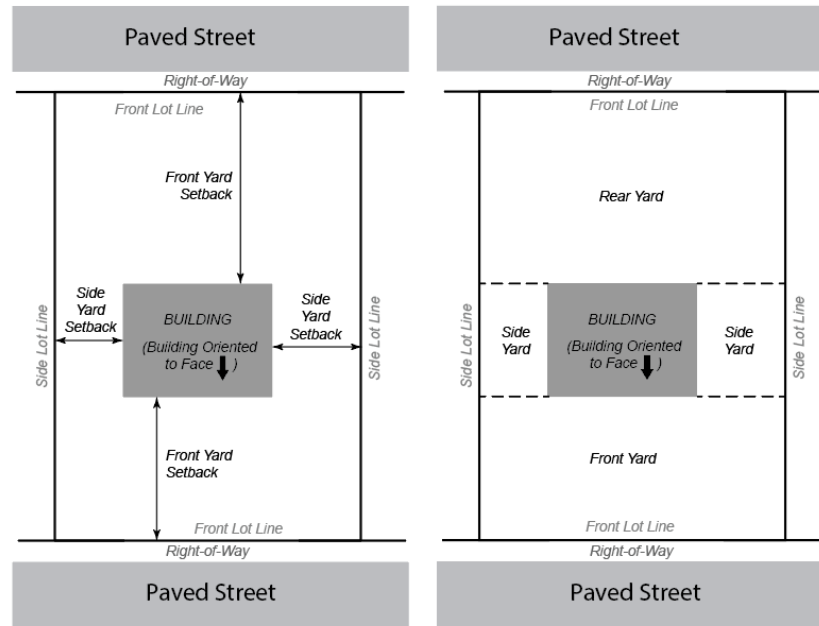 Paved Street
Right-of-Way
Front Lot Line
Front Yard
Setback
Side Lot Line
Side
Yard
Setback
BUILDING
(Building Oriented
to Face )
Side
Yard
Setback
Side Lot Line
Front Yard
Setback
Front Lot Line
Right-of-Way
Paved Street
Paved Street
Right-of-Way
Front Lot Line
Rear Yard
Side Lot Line
Side
Yard
BUILDING
(Building Oriented
to Face )
Side
Yard
Side Lot Line
Front Yard
Front Lot Line
Right-of-Way
Paved Street